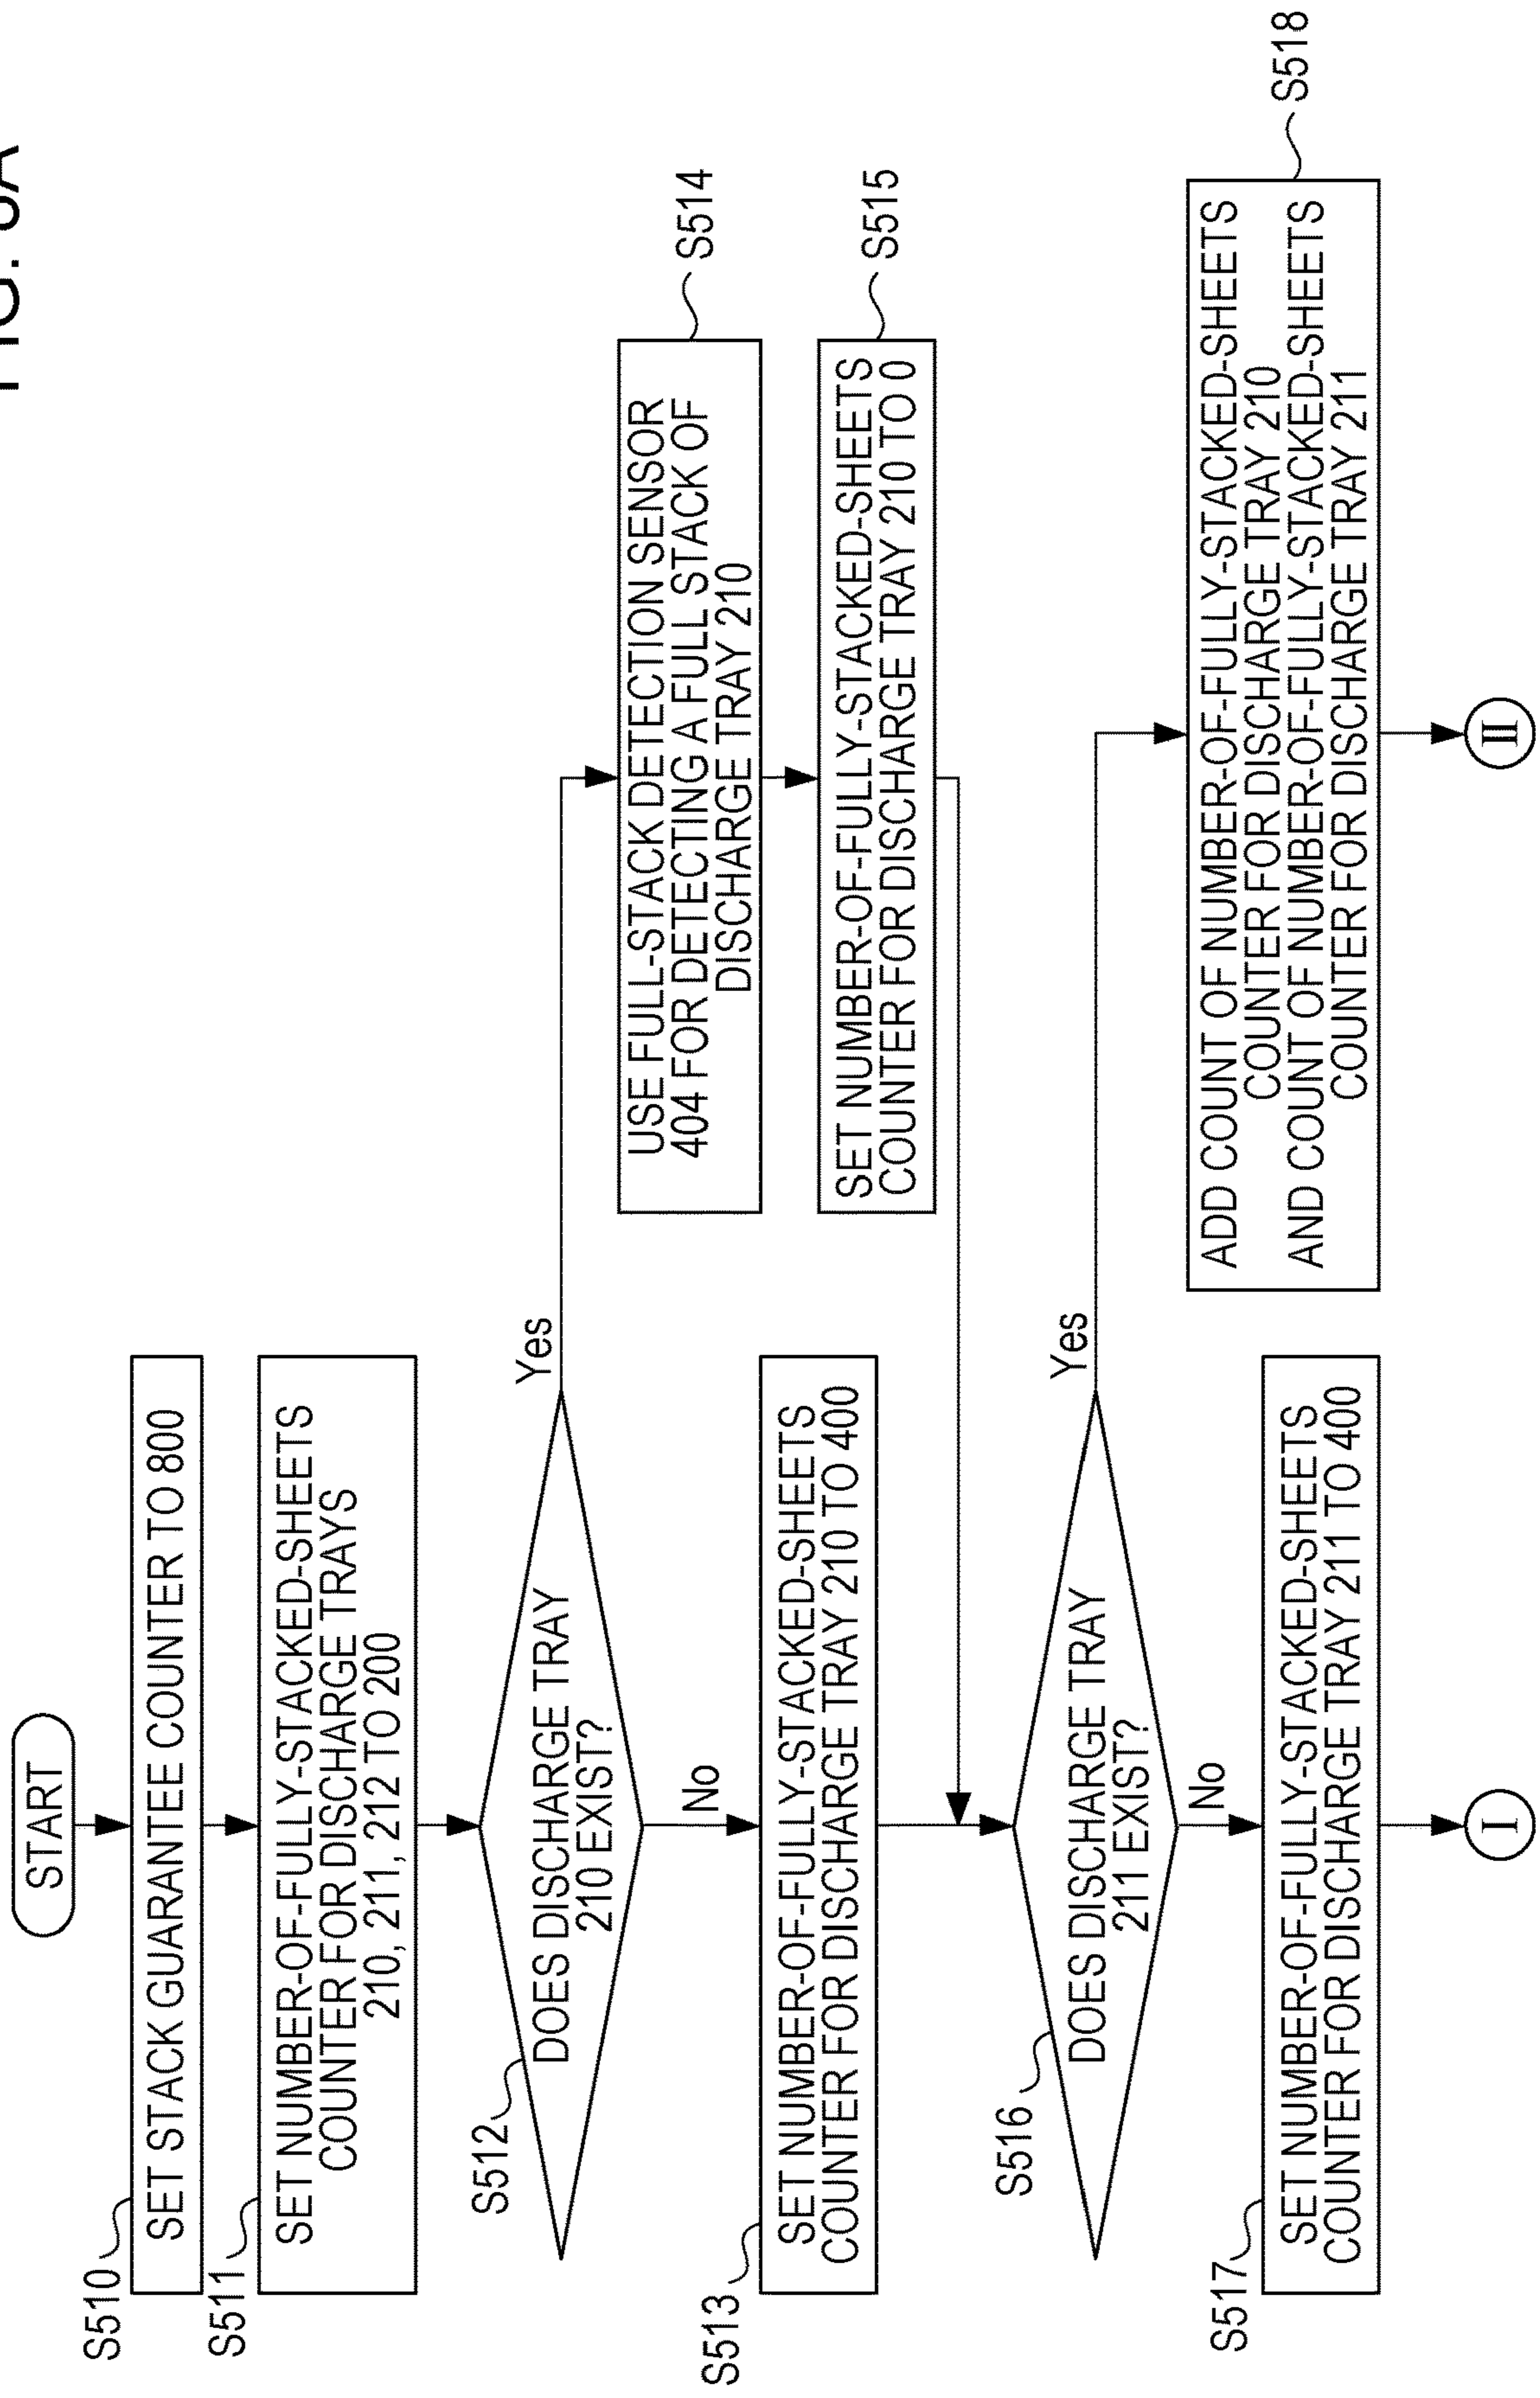 START
S510
SET STACK GUARANTEE COUNTER TO 800
S511
SET NUMBER-OF-FULLY-STACKED-SHEETS
COUNTER FOR DISCHARGE TRAYS
210, 211, 212 TO 200
S512
DOES DISCHARGE TRAY
210 EXIST?
Yes
No
USE FULL-STACK DETECTION SENSOR
404 FOR DETECTING A FULL STACK OF
DISCHARGE TRAY 210
S514
S513
SET NUMBER-OF-FULLY-STACKED-SHEETS
COUNTER FOR DISCHARGE TRAY 210 TO 400
SET NUMBER-OF-FULLY-STACKED-SHEETS
COUNTER FOR DISCHARGE TRAY 210 TO 0
S515
S516
DOES DISCHARGE TRAY
211 EXIST?
Yes
No
S517
SET NUMBER-OF-FULLY-STACKED-SHEETS
COUNTER FOR DISCHARGE TRAY 211 TO 400
ADD COUNT OF NUMBER-OF-FULLY-STACKED-SHEETS
COUNTER FOR DISCHARGE TRAY 210
AND COUNT OF NUMBER-OF-FULLY-STACKED-SHEETS
COUNTER FOR DISCHARGE TRAY 211
S518
I
II